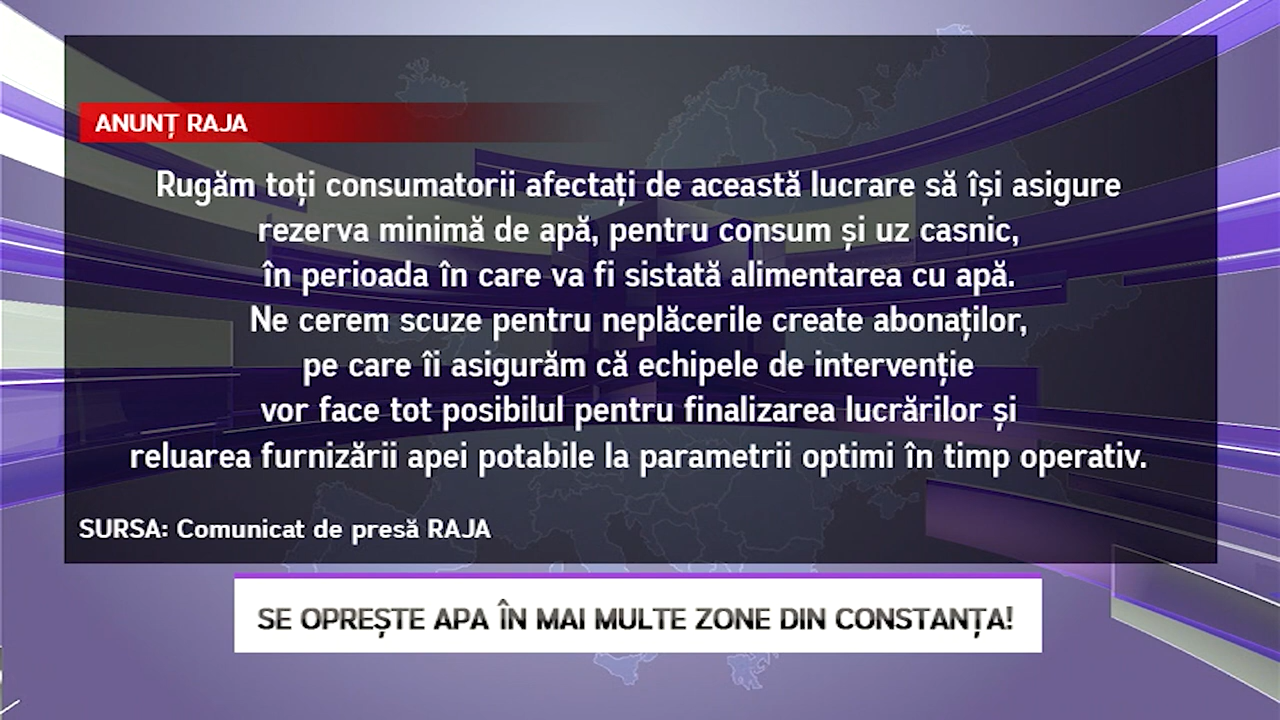 ANUNȚ RAJA
Rugăm toți consumatorii afectați de această lucrare să își asigure
rezerva minimă de apă, pentru consum și uz casnic,
în perioada în care va fi sistată alimentarea cu apă.
Ne cerem scuze pentru neplăcerile create abonaților,
pe care îi asigurăm că echipele de intervenție
vor face tot posibilul pentru finalizarea lucrărilor și
reluarea furnizării apei potabile la parametrii optimi în timp operativ.
SURSA: Comunicat de presă RAJA
SE OPREȘTE APA ÎN MAI MULTE ZONE DIN CONSTANȚA!